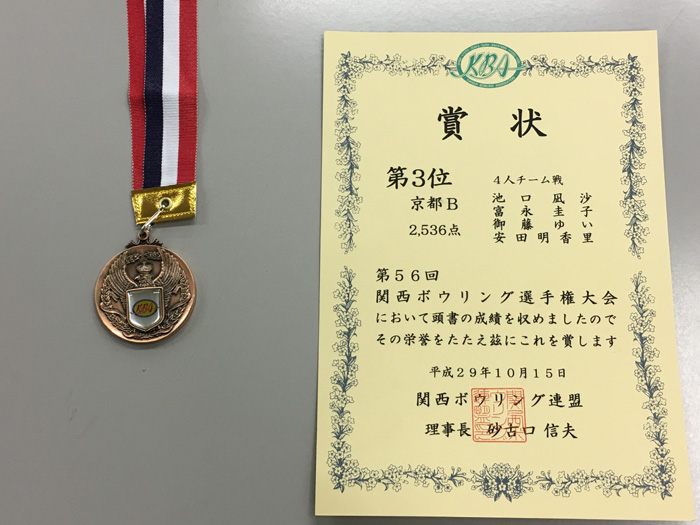 KBA
賞状
第3位
4人チーム戦
京都B
2,536点
池口凪沙
富永圭子
御藤ゆい
安田明香里
第56回
関西ボウリング選手権大会
において頭書の成績を収めましたので
その栄誉をたたえ茲にこれを賞します
平成29年10月15日
関西ボウリング連盟
理事長 砂古口 信夫
KBA